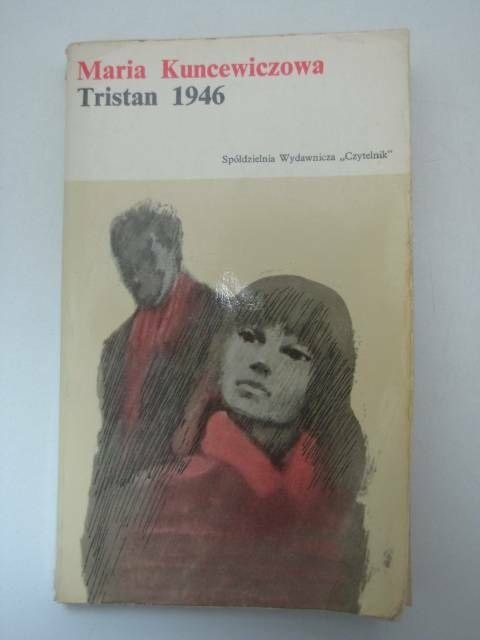 Maria Kuncewiczowa
Tristan 1946
Spółdzielnia Wydawnicza „Czytelnik"